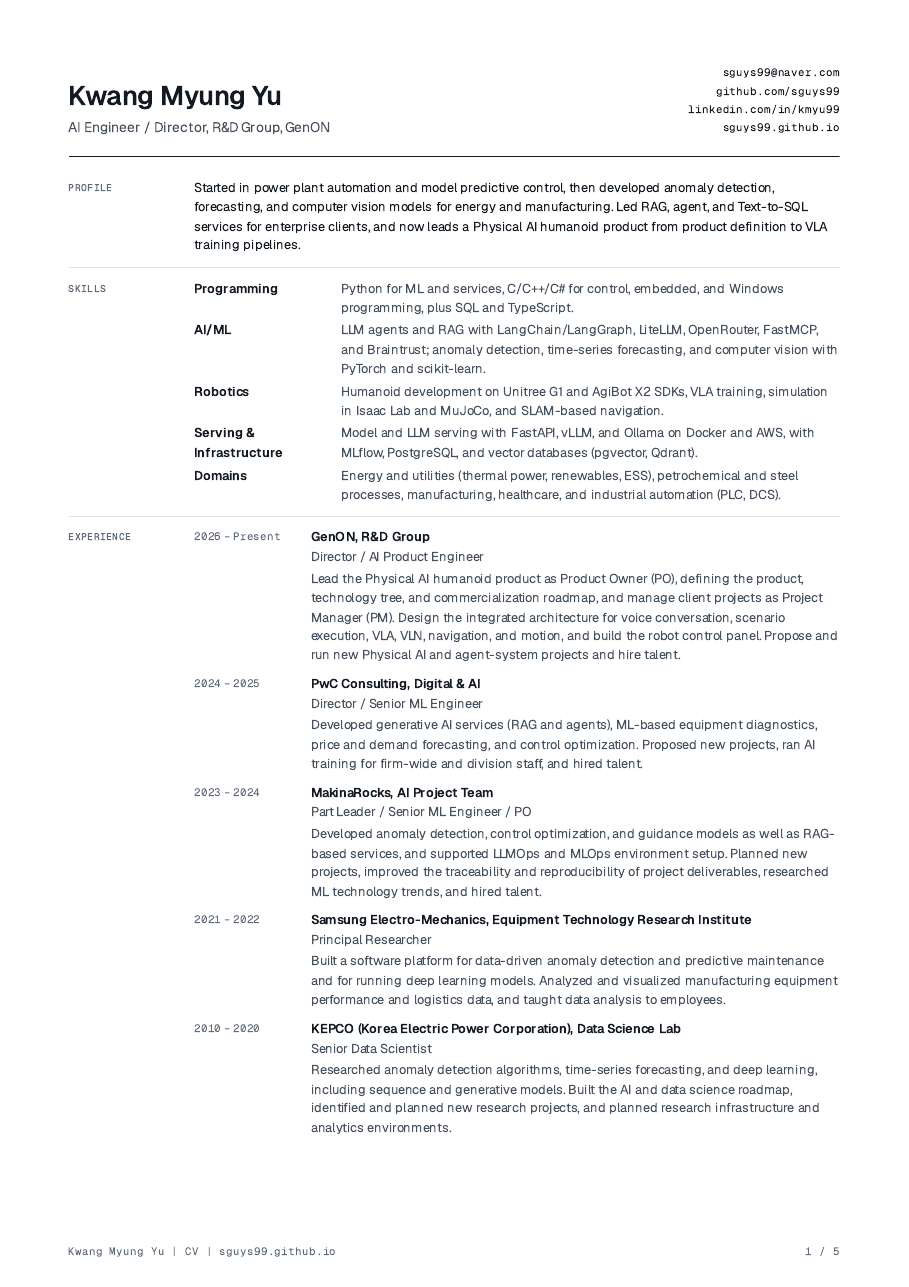 Kwang Myung Yu
AI Engineer / Director, R&D Group, GenON
sguys99@naver.com
github.com/sguys99
linkedin.com/in/kmyu99
sguys99.github.io
PROFILE
Started in power plant automation and model predictive control, then developed anomaly detection,
forecasting, and computer vision models for energy and manufacturing. Led RAG, agent, and Text-to-SQL
services for enterprise clients, and now leads a Physical AI humanoid product from product definition to VLA
training pipelines.
SKILLS
Programming
Python for ML and services, C/C++/C# for control, embedded, and Windows
programming, plus SQL and TypeScript.
AI/ML
LLM agents and RAG with LangChain/LangGraph, LiteLLM, OpenRouter, FastMCP,
and Braintrust; anomaly detection, time-series forecasting, and computer vision with
PyTorch and scikit-learn.
Robotics
Humanoid development on Unitree G1 and AgiBot X2 SDKs, VLA training, simulation
in Isaac Lab and MuJoCo, and SLAM-based navigation.
Serving &
Infrastructure
Model and LLM serving with FastAPI, vLLM, and Ollama on Docker and AWS, with
MLflow, PostgreSQL, and vector databases (pgvector, Qdrant).
Domains
Energy and utilities (thermal power, renewables, ESS), petrochemical and steel
processes, manufacturing, healthcare, and industrial automation (PLC, DCS).
EXPERIENCE
2026 – Present
GenON, R&D Group
Director / AI Product Engineer
Lead the Physical AI humanoid product as Product Owner (PO), defining the product,
technology tree, and commercialization roadmap, and manage client projects as Project
Manager (PM). Design the integrated architecture for voice conversation, scenario
execution, VLA, VLN, navigation, and motion, and build the robot control panel. Propose and
run new Physical AI and agent-system projects and hire talent.
2024 – 2025
PwC Consulting, Digital & AI
Director / Senior ML Engineer
Developed generative AI services (RAG and agents), ML-based equipment diagnostics,
price and demand forecasting, and control optimization. Proposed new projects, ran AI
training for firm-wide and division staff, and hired talent.
2023 – 2024
MakinaRocks, AI Project Team
Part Leader / Senior ML Engineer / PO
Developed anomaly detection, control optimization, and guidance models as well as RAG-
based services, and supported LLMOps and MLOps environment setup. Planned new
projects, improved the traceability and reproducibility of project deliverables, researched
ML technology trends, and hired talent.
2021 – 2022
Samsung Electro-Mechanics, Equipment Technology Research Institute
Principal Researcher
Built a software platform for data-driven anomaly detection and predictive maintenance
and for running deep learning models. Analyzed and visualized manufacturing equipment
performance and logistics data, and taught data analysis to employees.
2010 – 2020
KEPCO (Korea Electric Power Corporation), Data Science Lab
Senior Data Scientist
Researched anomaly detection algorithms, time-series forecasting, and deep learning,
including sequence and generative models. Built the AI and data science roadmap,
identified and planned new research projects, and planned research infrastructure and
analytics environments.
Kwang Myung Yu | CV | sguys99.github.io
1 / 5